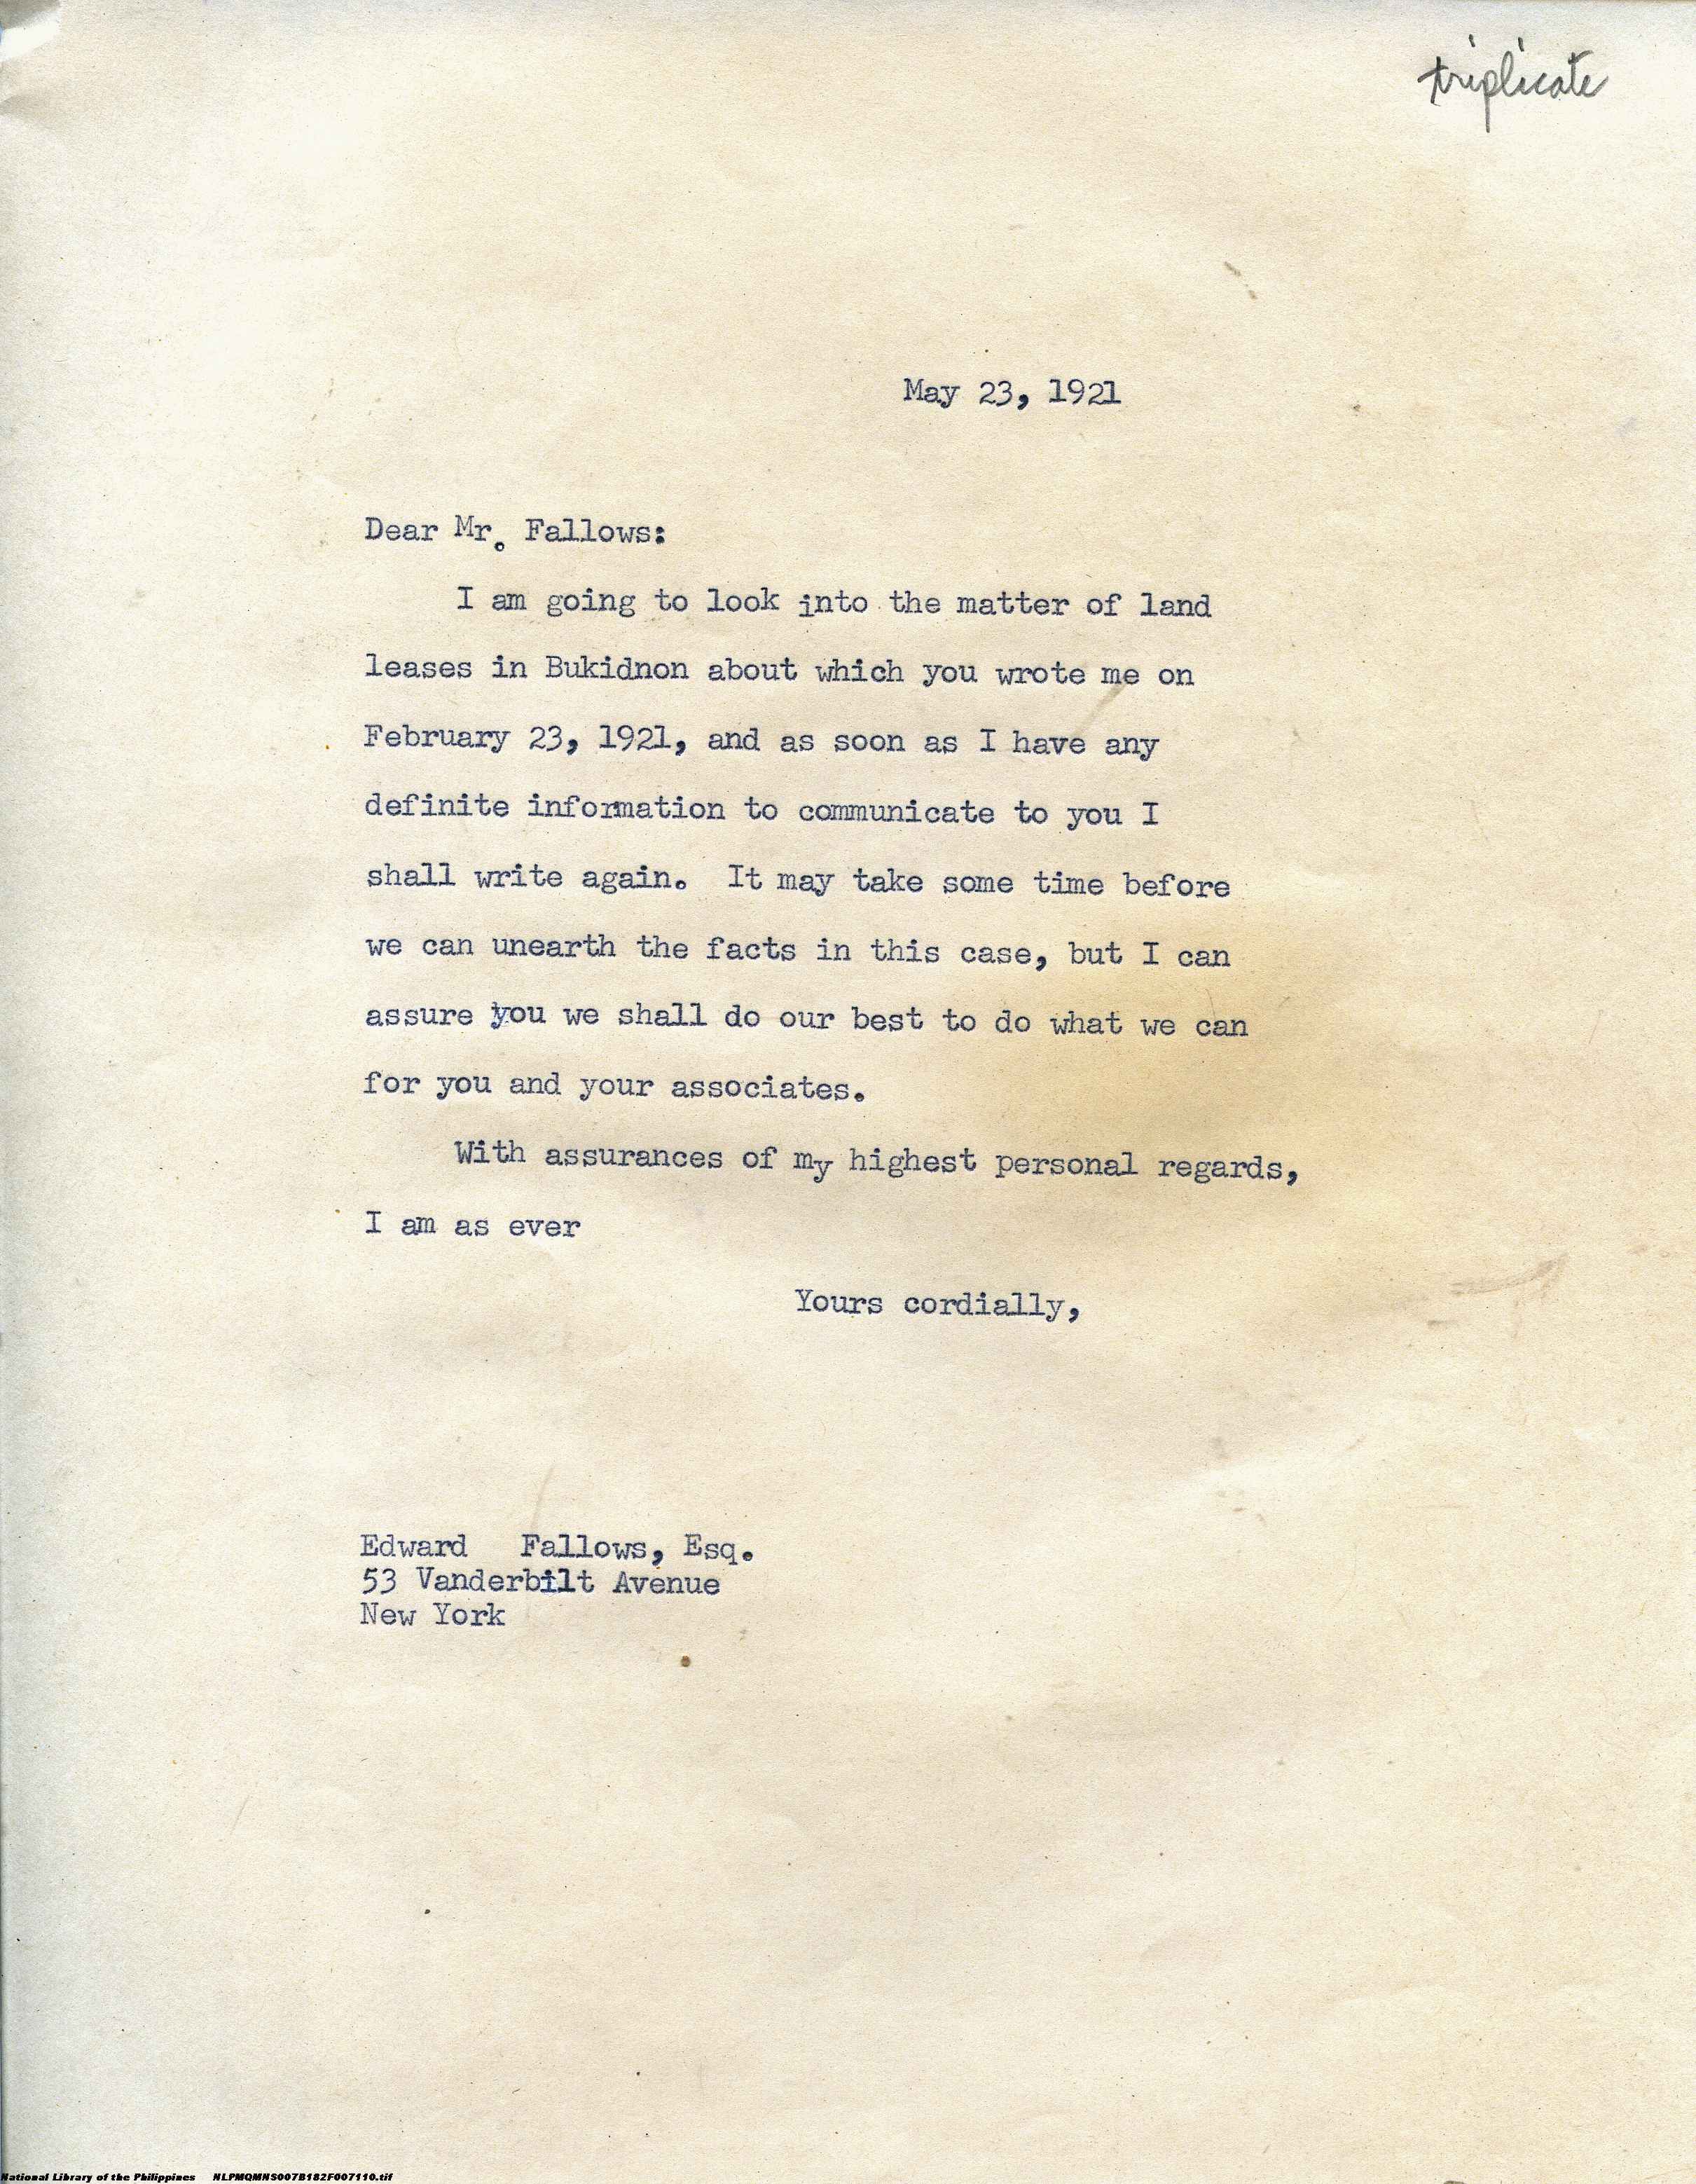 triplicate
May 23, 1921
Dear Mr. Fallows:
I am going to look into the matter of land
leases in Bukidnon about which you wrote me on
February 23, 1921, and as soon as I have any
definite information to communicate to you I
shall write again. It may take some time before
we can unearth the facts in this case, but I can
assure you we shall do our best to do what we can
for you and your associates.
With assurances of my highest personal regards,
I am as ever
Yours cordially,
Edward Fallows, Esq.
53 Vanderbilt Avenue
New York
National Library of the Philippines NLPMQMNS007B182F007110.tif